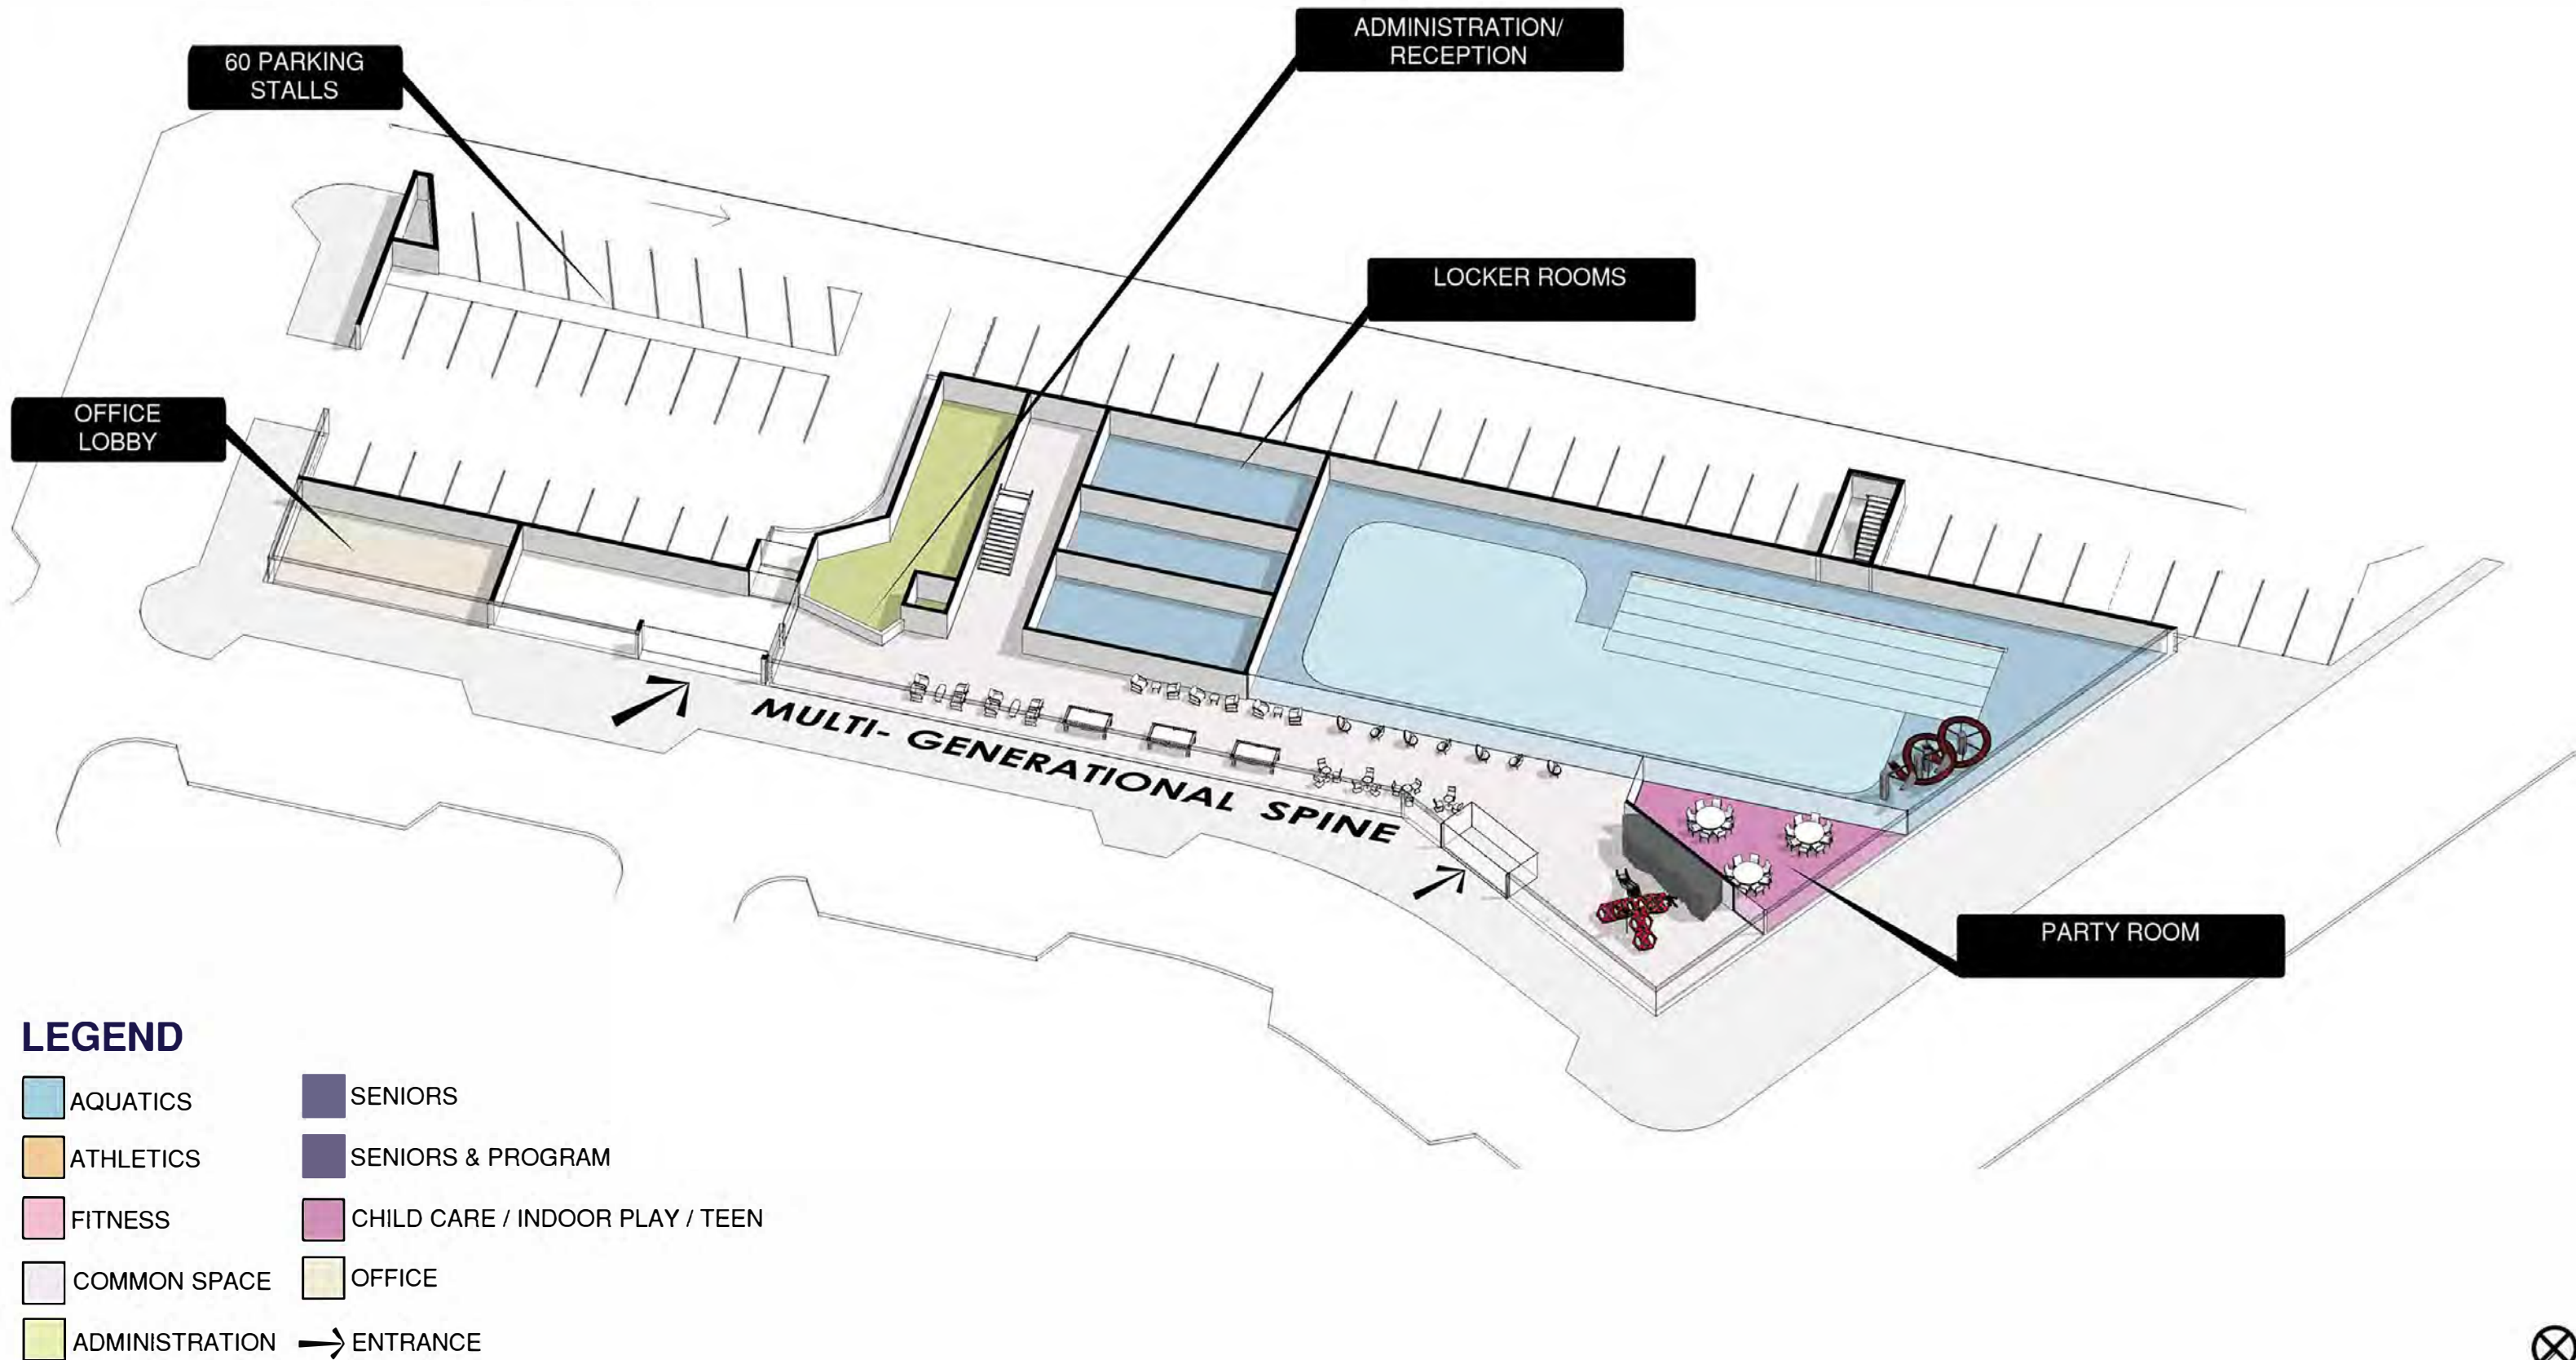 ADMINISTRATION/
RECEPTION
60 PARKING
STALLS
LOCKER ROOMS
OFFICE
LOBBY
MULTI- GENERATIONAL SPINE
PARTY ROOM
LEGEND
AQUATICS
ATHLETICS
FITNESS
COMMON SPACE
ADMINISTRATION
SENIORS
SENIORS & PROGRAM
CHILD CARE / INDOOR PLAY / TEEN
OFFICE
ENTRANCE